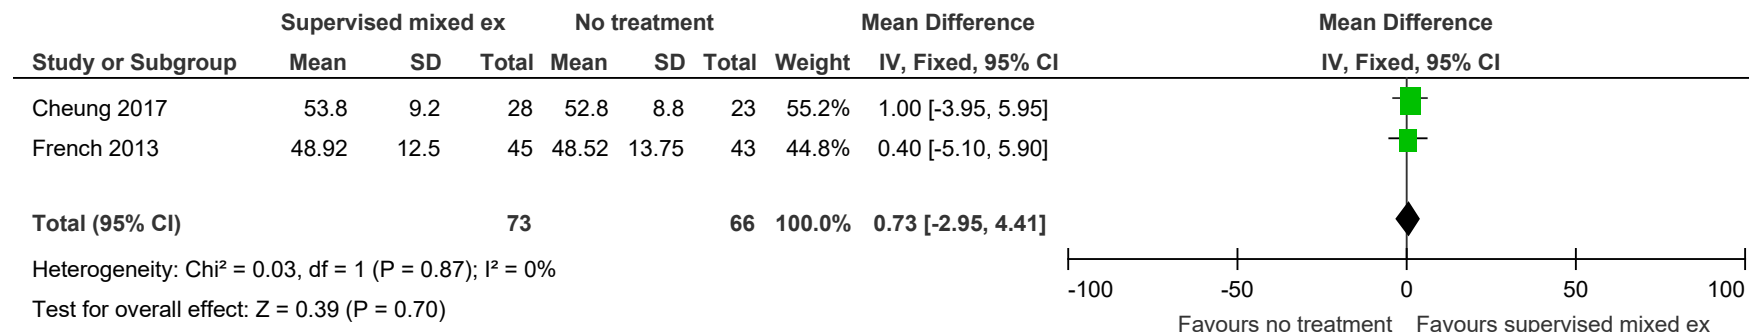 Supervised mixed ex No treatment Mean Difference Mean Difference
Study or Subgroup Mean SD Total Mean SD Total Weight IV, Fixed, 95% CI IV, Fixed, 95% CI
Cheung 2017 53.8 9.2 28 52.8 8.8 23 55.2% 1.00 [-3.95, 5.95]
French 2013 48.92 12.5 45 48.52 13.75 43 44.8% 0.40 [-5.10, 5.90]
Total (95% CI) 73 66 100.0% 0.73 [-2.95, 4.41]
Heterogeneity: Chi² = 0.03, df = 1 (P = 0.87); I² = 0%
Test for overall effect: Z = 0.39 (P = 0.70)
-100 -50 0 50 100
Favours no treatment Favours supervised mixed ex